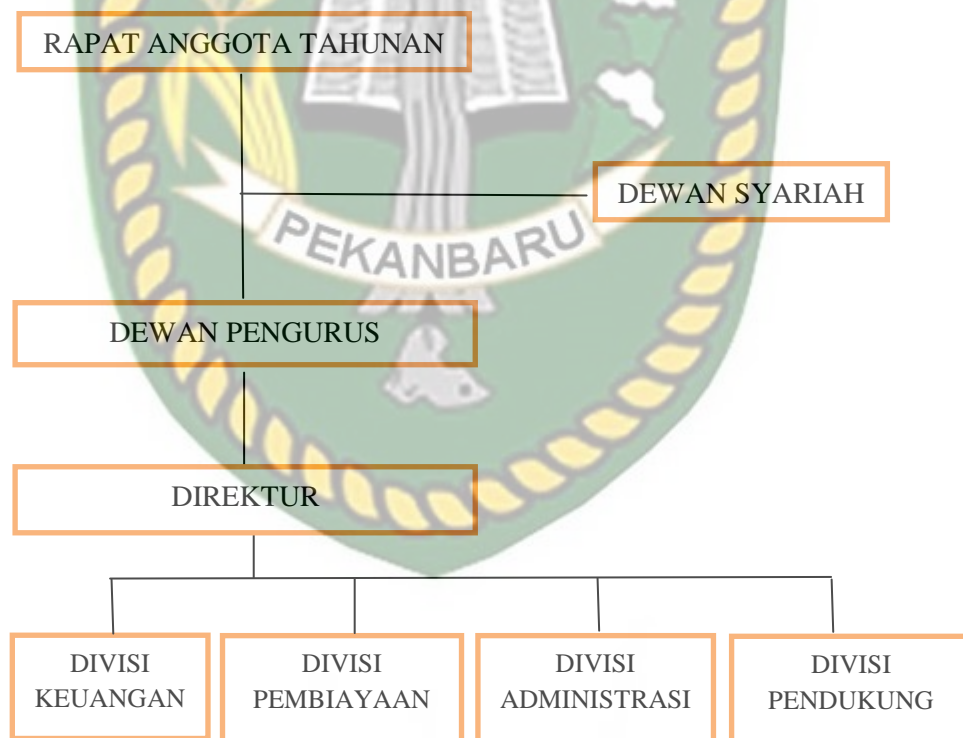 RAPAT ANGGOTA TAHUNAN
DEWAN SYARIAH
PEKANBARU
DEWAN PENGURUS
DIREKTUR
DIVISI
KEUANGAN
DIVISI
PEMBIAYAAN
DIVISI
ADMINISTRASI
DIVISI
PENDUKUNG